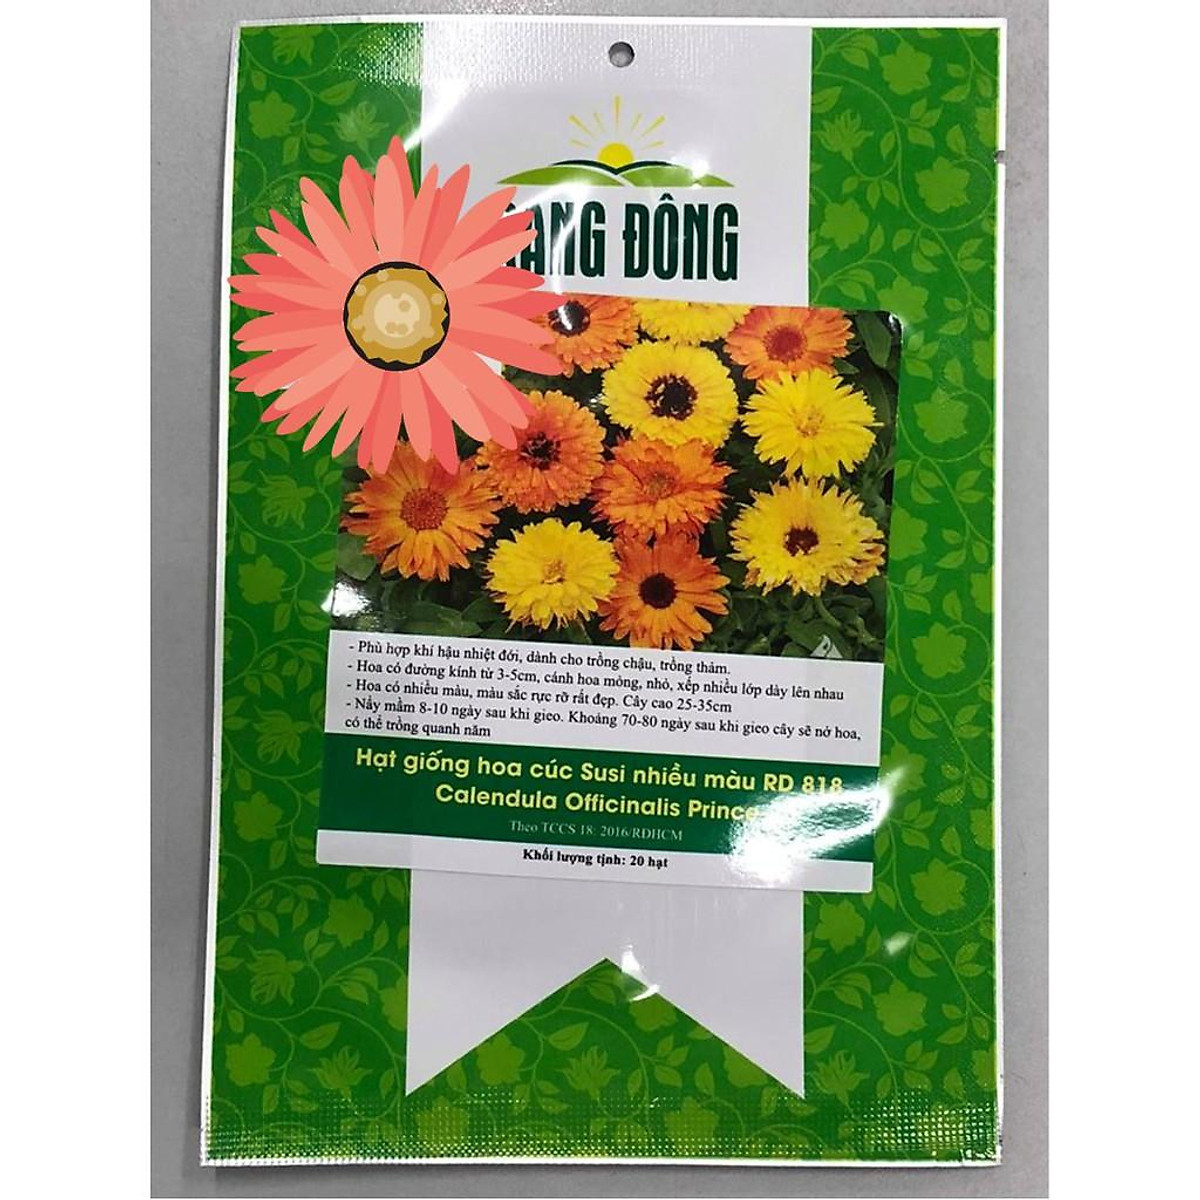 ĐÔNG
- Phù hợp khí hậu nhiệt đới, dành cho trồng chậu, trồng thảm.
- Hoa có đường kính từ 3-5cm, cánh hoa mỏng, nhỏ, xếp nhiều lớp dày lên nhau
- Hoa có nhiều màu, màu sắc rực rỡ rất đẹp. Cây cao 25-35cm
- Nẩy mầm 8-10 ngày sau khi gieo. Khoảng 70-80 ngày sau khi gieo cây sẽ nở hoa,
có thể trồng quanh năm
Hạt giống hoa cúc Susi nhiều màu RD 818
Calendula Officinalis
Theo TCCS 18: 2016/RĐHCM
Khối lượng tịnh: 20 hạt